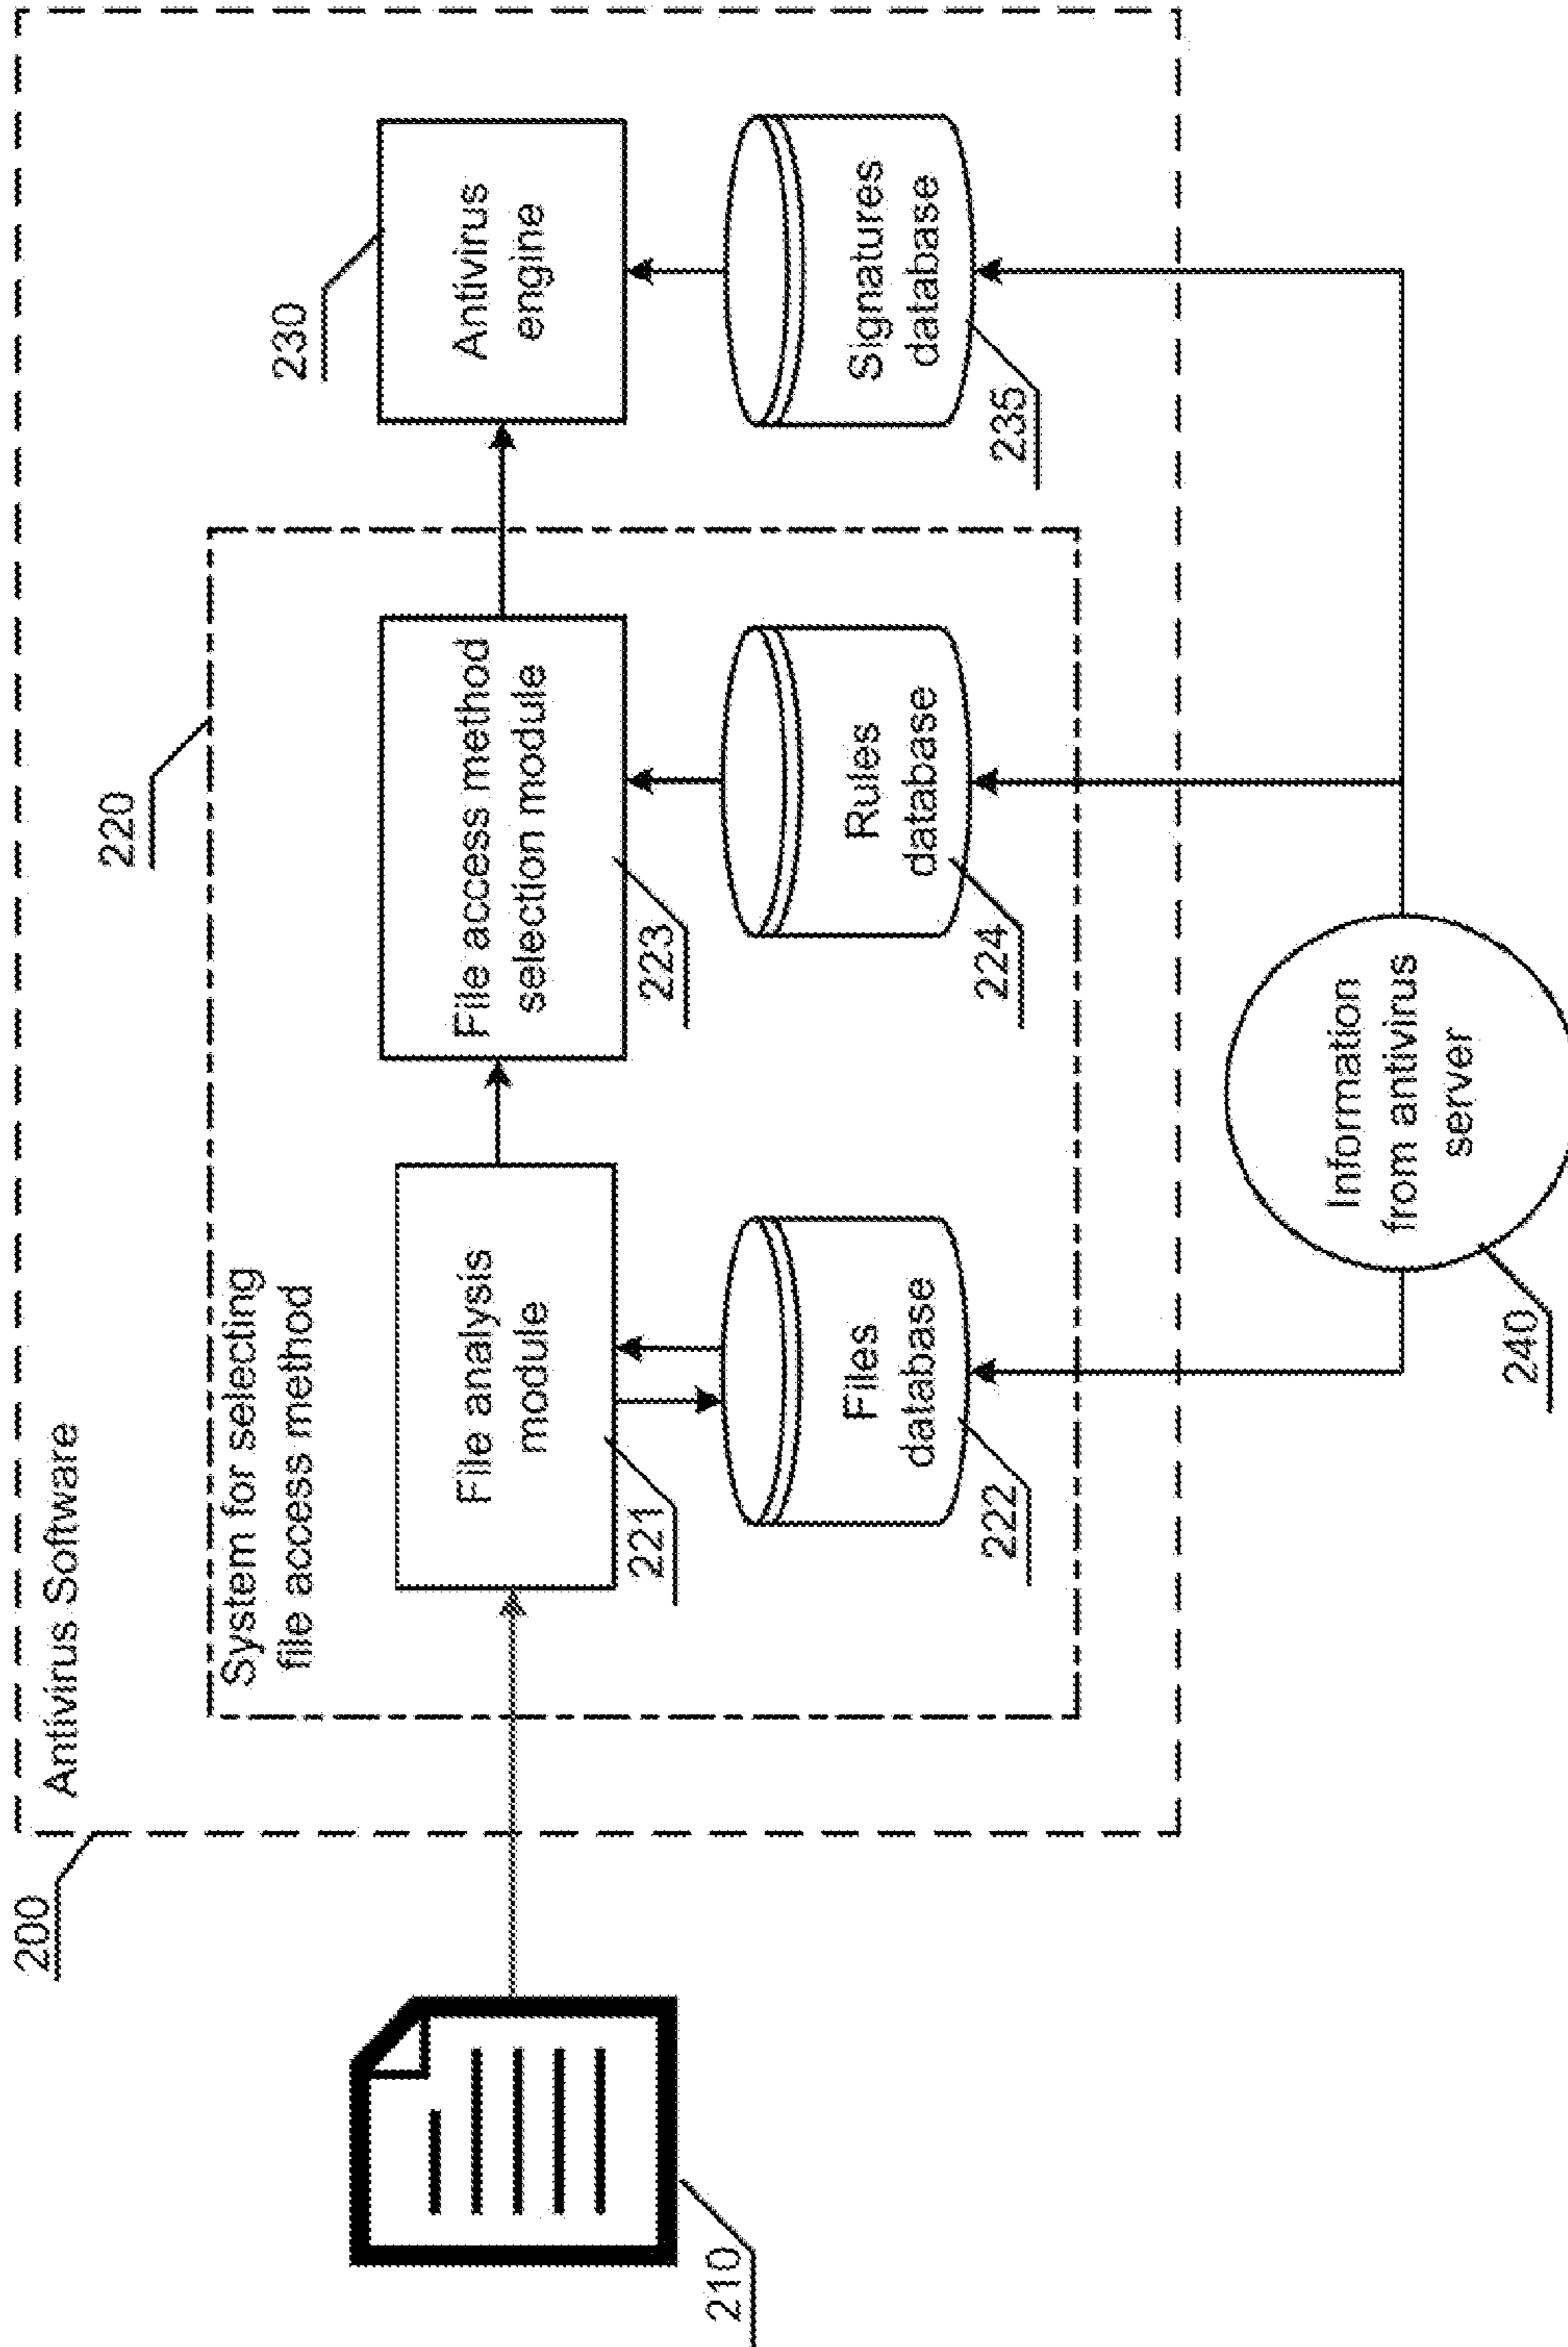 200
Antivirus Software
220
System for selecting
file access method
230
File analysis
module
File access method
selection module
Antivirus
engine
210
221
223
Files
database
Rules
database
Signatures
database
222
224
235
Information
from antivirus
server
240